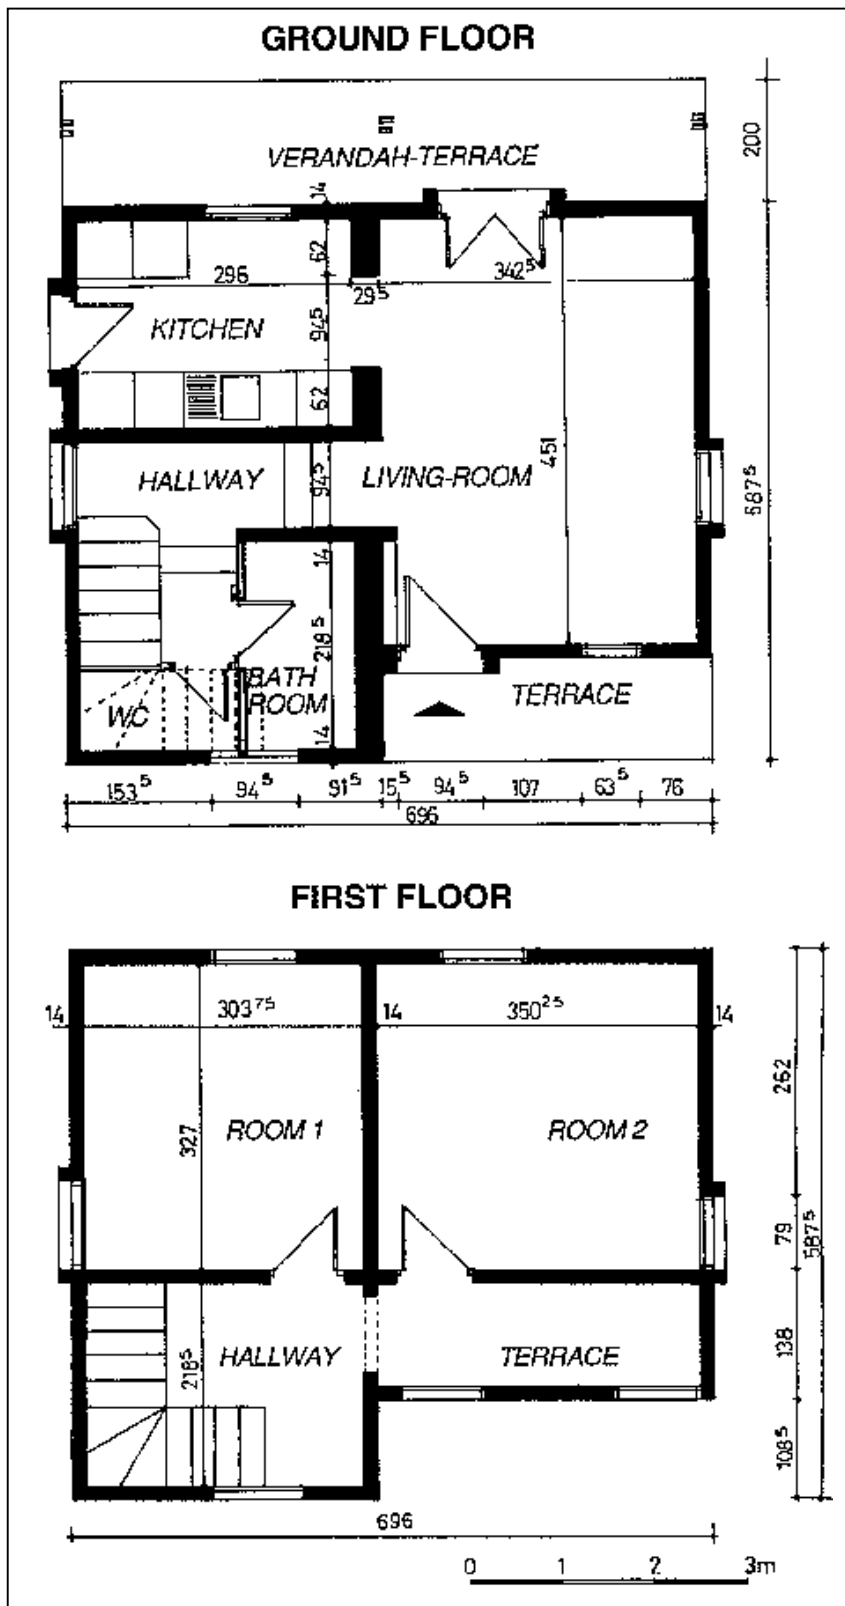 GROUND FLOOR
200
VERANDAH-TERRACE
14
62
296
29⁵
342⁵
KITCHEN
94⁵
62
451
HALLWAY
94⁵
LIVING-ROOM
587⁵
14
218⁵
BATH
ROOM
WC
TERRACE
14
153⁵ 94⁵ 91⁵ 15⁵ 94⁵ 107 63⁵ 76
696
FIRST FLOOR
14 303⁷⁵ 14 350²⁵ 14
262
327
ROOM 1
ROOM 2
79
587⁵
HALLWAY
TERRACE
138
218⁵
108⁵
696
0 1 2 3m